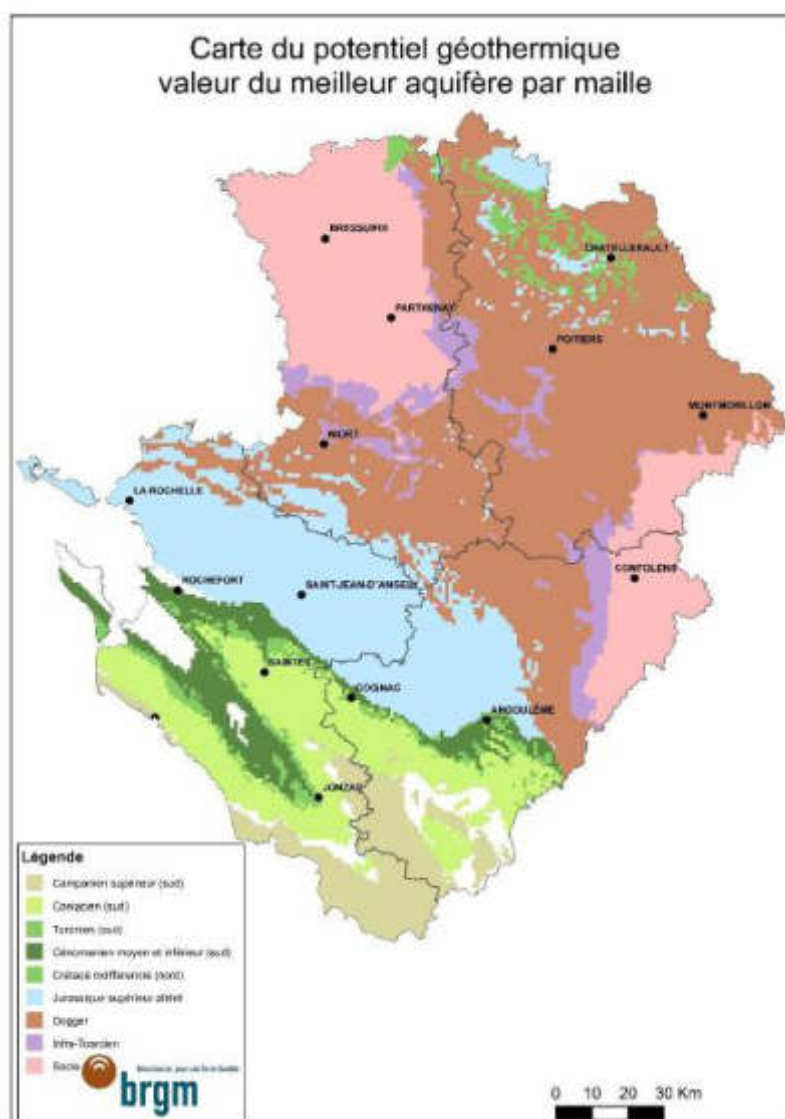 Carte du potentiel géothermique
valeur du meilleur aquifère par maille
BRESSUIRE
CHATELLERAULT
PARTHENAY
POITIERS
MONTMORILLON
NIORT
LA ROCHELLE
CONFOLENS
ROCHEFORT
SAINT-JEAN-D'ANGELY
SAINTES
COGNAC
ANGOULÊME
JONZAC
Légende
Campanien supérieur (sud)
Coniacien (sud)
Turonien (sud)
Cénomanien moyen et inférieur (sud)
Crétacé indifférencié (nord)
Jurassique supérieur altéré
Dogger
Infra-Toarcien
Socle
brgm
0 10 20 30 Km